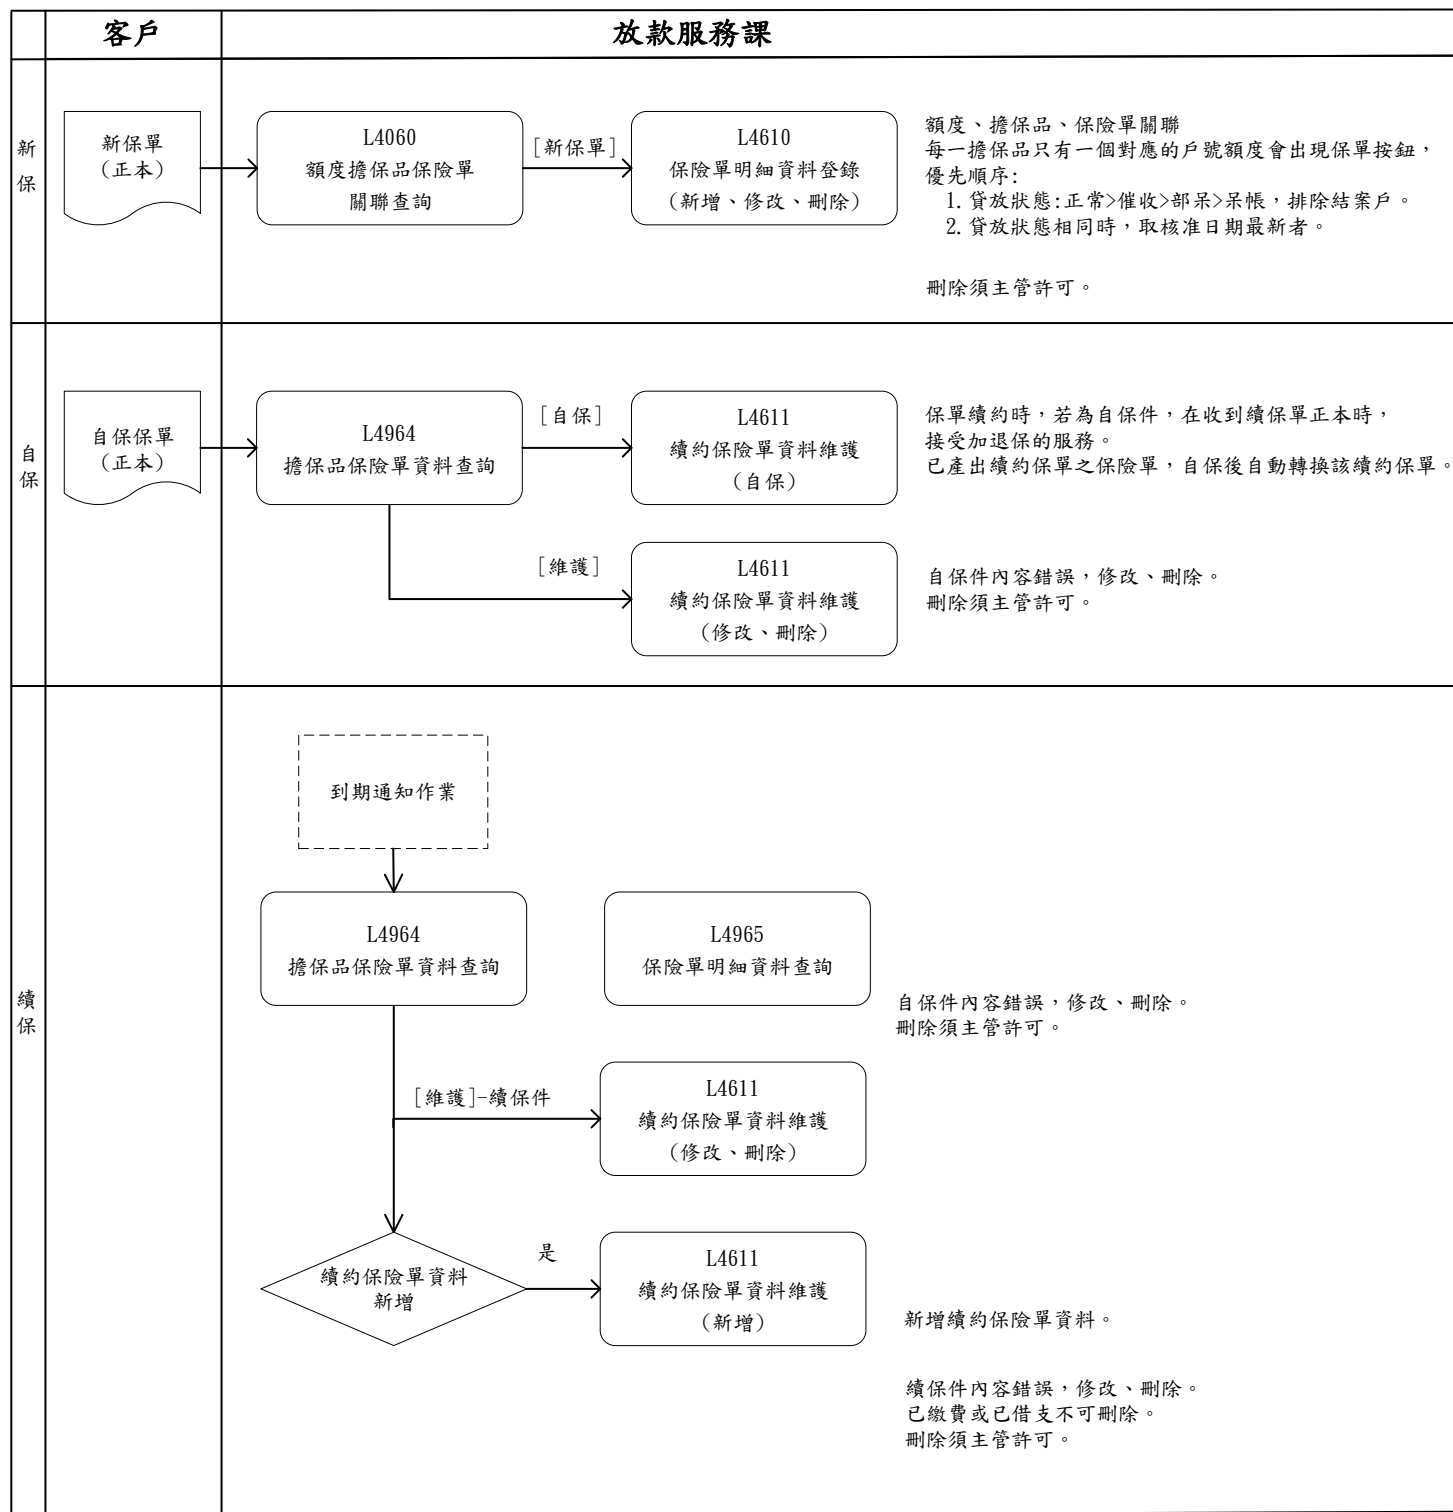 客戶
放款服務課
新
保
新保單
(正本)
L4060
額度擔保品保險單
關聯查詢
[新保單]
L4610
保險單明細資料登錄
(新增、修改、刪除)
額度、擔保品、保險單關聯
每一擔保品只有一個對應的戶號額度會出現保單按鈕，
優先順序:
1.貸放狀態:正常>催收>部呆>呆帳，排除結案戶。
2.貸放狀態相同時，取核准日期最新者。
刪除須主管許可。
自
保
自保保單
(正本)
L4964
擔保品保險單資料查詢
[自保]
L4611
續約保險單資料維護
(自保)
保單續約時，若為自保件，在收到續保單正本時，
接受加退保的服務。
已產出續約保單之保險單，自保後自動轉換該續約保單。
[維護]
L4611
續約保險單資料維護
(修改、刪除)
自保件內容錯誤，修改、刪除。
刪除須主管許可。
續
保
到期通知作業
L4964
擔保品保險單資料查詢
L4965
保險單明細資料查詢
自保件內容錯誤，修改、刪除。
刪除須主管許可。
[維護]-續保件
L4611
續約保險單資料維護
(修改、刪除)
續約保險單資料
新增
是
L4611
續約保險單資料維護
(新增)
新增續約保險單資料。
續保件內容錯誤，修改、刪除。
已繳費或已借支不可刪除。
刪除須主管許可。